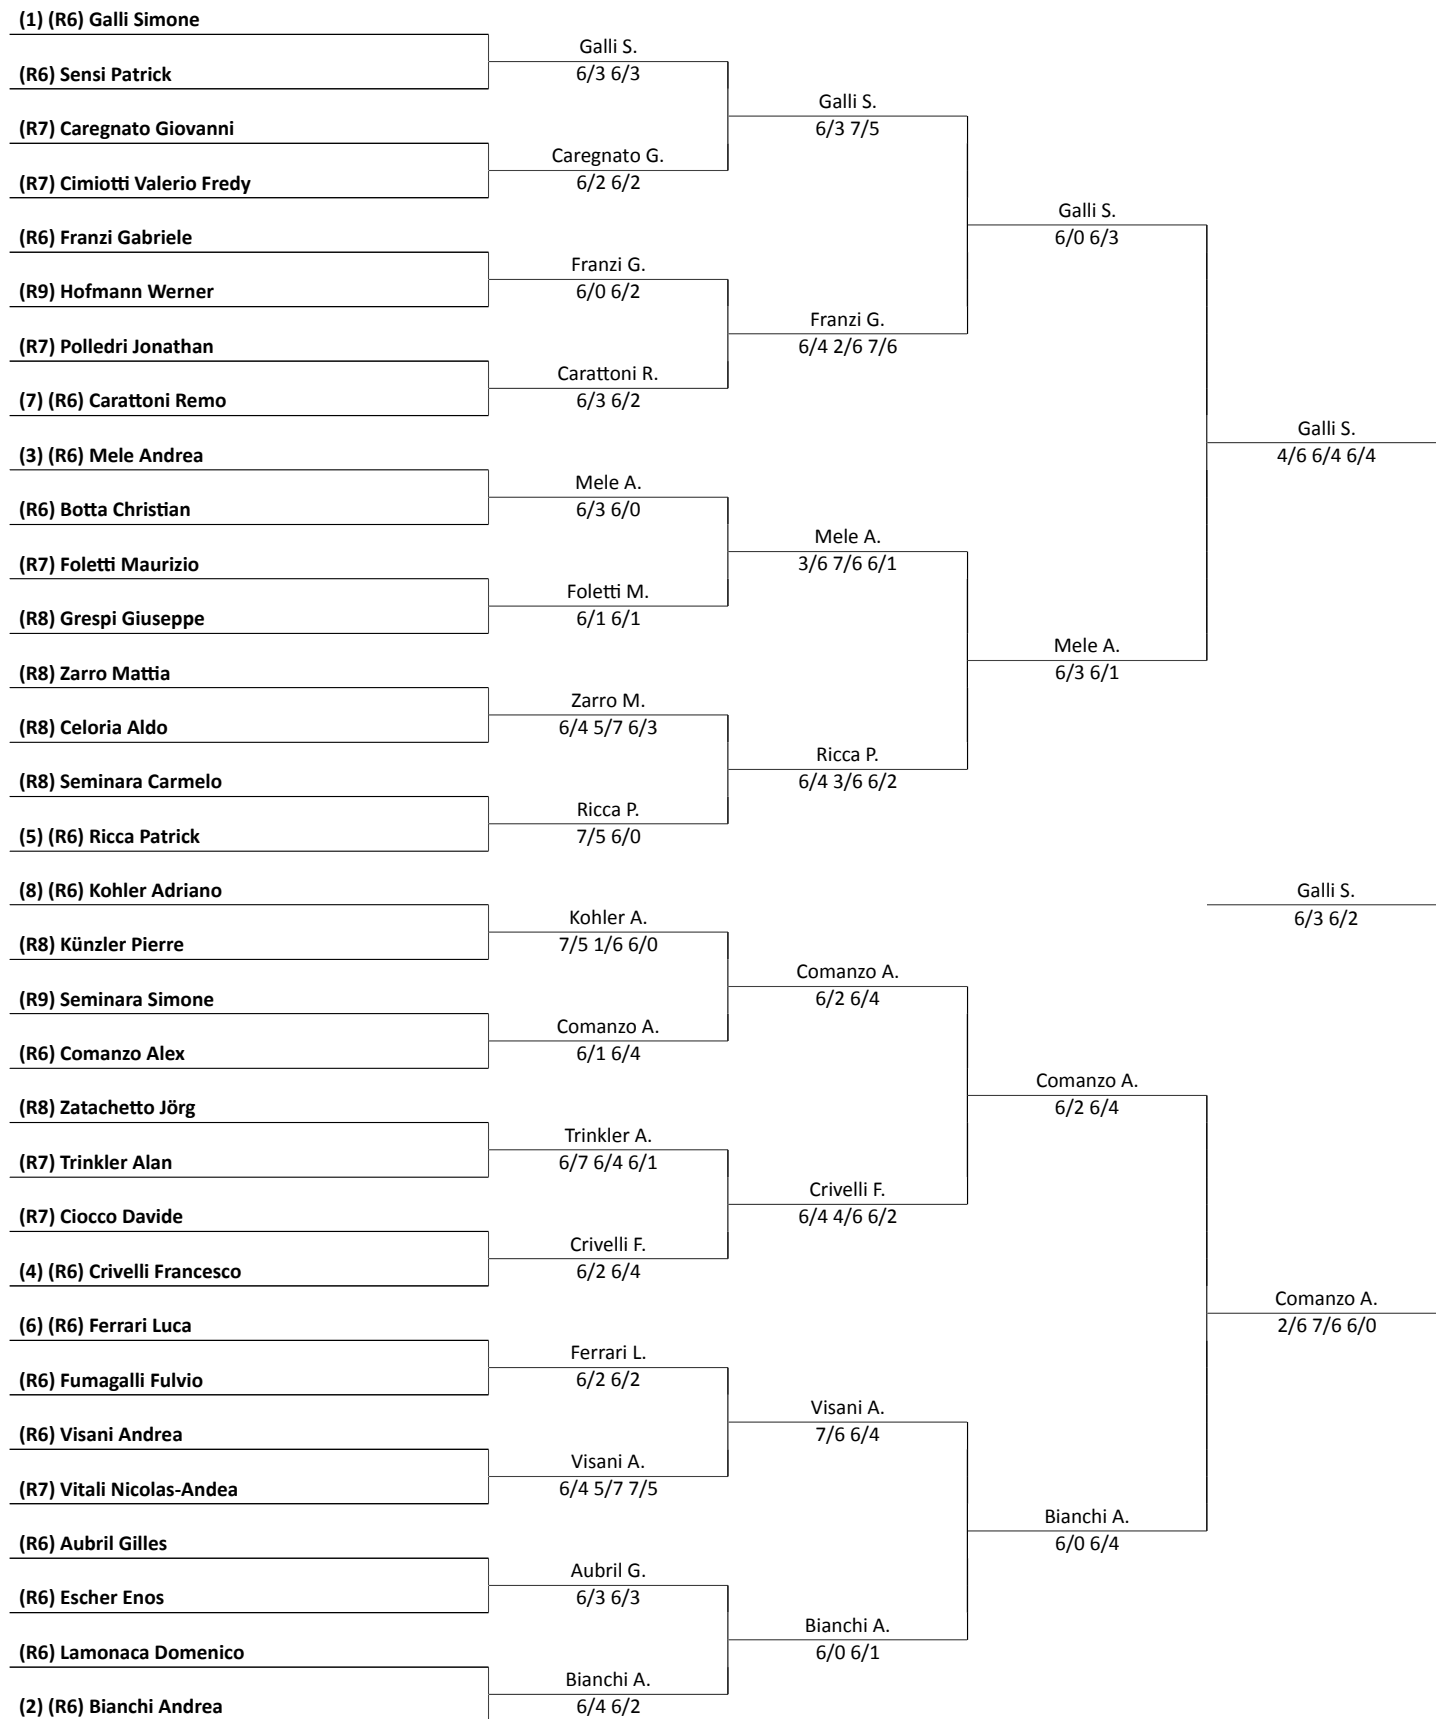 (1) (R6) Galli Simone
(R6) Sensi Patrick
(R7) Caregnato Giovanni
(R7) Cimiotti Valerio Fredy
(R6) Franzi Gabriele
(R9) Hofmann Werner
(R7) Polledri Jonathan
(7) (R6) Carattoni Remo
(3) (R6) Mele Andrea
(R6) Botta Christian
(R7) Foletti Maurizio
(R8) Grespi Giuseppe
(R8) Zarro Mattia
(R8) Celoria Aldo
(R8) Seminara Carmelo
(5) (R6) Ricca Patrick
(8) (R6) Kohler Adriano
(R8) Künzler Pierre
(R9) Seminara Simone
(R6) Comanzo Alex
(R8) Zatachetto Jörg
(R7) Trinkler Alan
(R7) Ciocco Davide
(4) (R6) Crivelli Francesco
(6) (R6) Ferrari Luca
(R6) Fumagalli Fulvio
(R6) Visani Andrea
(R7) Vitali Nicolas-Andea
(R6) Aubril Gilles
(R6) Escher Enos
(R6) Lamonaca Domenico
(2) (R6) Bianchi Andrea
Galli S.
6/3 6/3
Caregnato G.
6/2 6/2
Franzi G.
6/0 6/2
Carattoni R.
6/3 6/2
Mele A.
6/3 6/0
Foletti M.
6/1 6/1
Zarro M.
6/4 5/7 6/3
Ricca P.
7/5 6/0
Kohler A.
7/5 1/6 6/0
Comanzo A.
6/1 6/4
Trinkler A.
6/7 6/4 6/1
Crivelli F.
6/2 6/4
Ferrari L.
6/2 6/2
Visani A.
6/4 5/7 7/5
Aubril G.
6/3 6/3
Bianchi A.
6/4 6/2
Galli S.
6/3 7/5
Franzi G.
6/4 2/6 7/6
Mele A.
3/6 7/6 6/1
Ricca P.
6/4 3/6 6/2
Comanzo A.
6/2 6/4
Crivelli F.
6/4 4/6 6/2
Visani A.
7/6 6/4
Bianchi A.
6/0 6/1
Galli S.
6/0 6/3
Mele A.
6/3 6/1
Comanzo A.
6/2 6/4
Bianchi A.
6/0 6/4
Galli S.
4/6 6/4 6/4
Galli S.
6/3 6/2
Comanzo A.
2/6 7/6 6/0